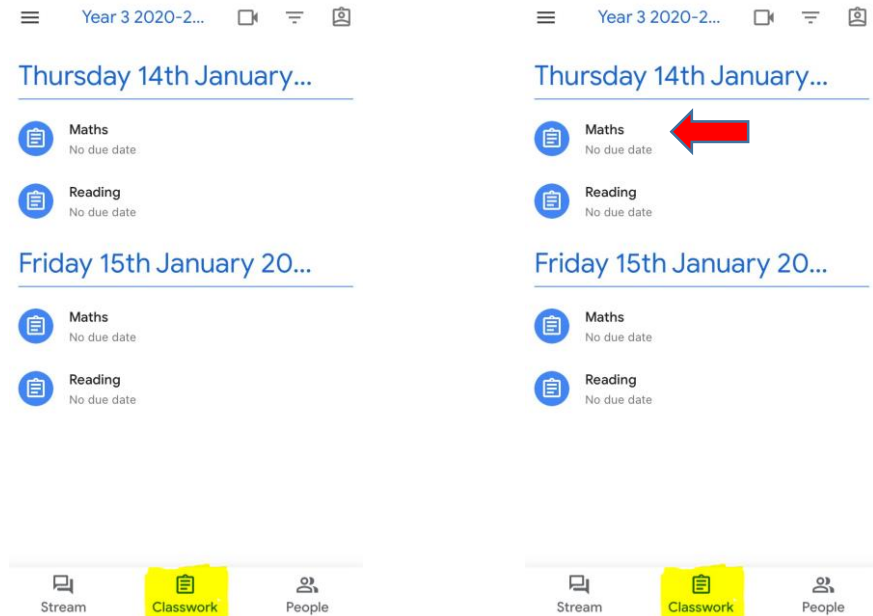 Year 3 2020-2...
Thursday 14th January...
Maths
No due date
Reading
No due date
Friday 15th January 20...
Maths
No due date
Reading
No due date
Stream
Classwork
People
Year 3 2020-2...
Thursday 14th January...
Maths
No due date
Reading
No due date
Friday 15th January 20...
Maths
No due date
Reading
No due date
Stream
Classwork
People